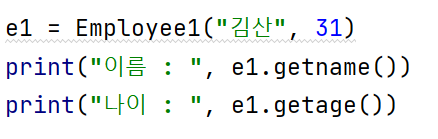 e1 = Employee1("김산", 31)
print("이름 : ", e1.getname())
print("나이 : ", e1.getage())